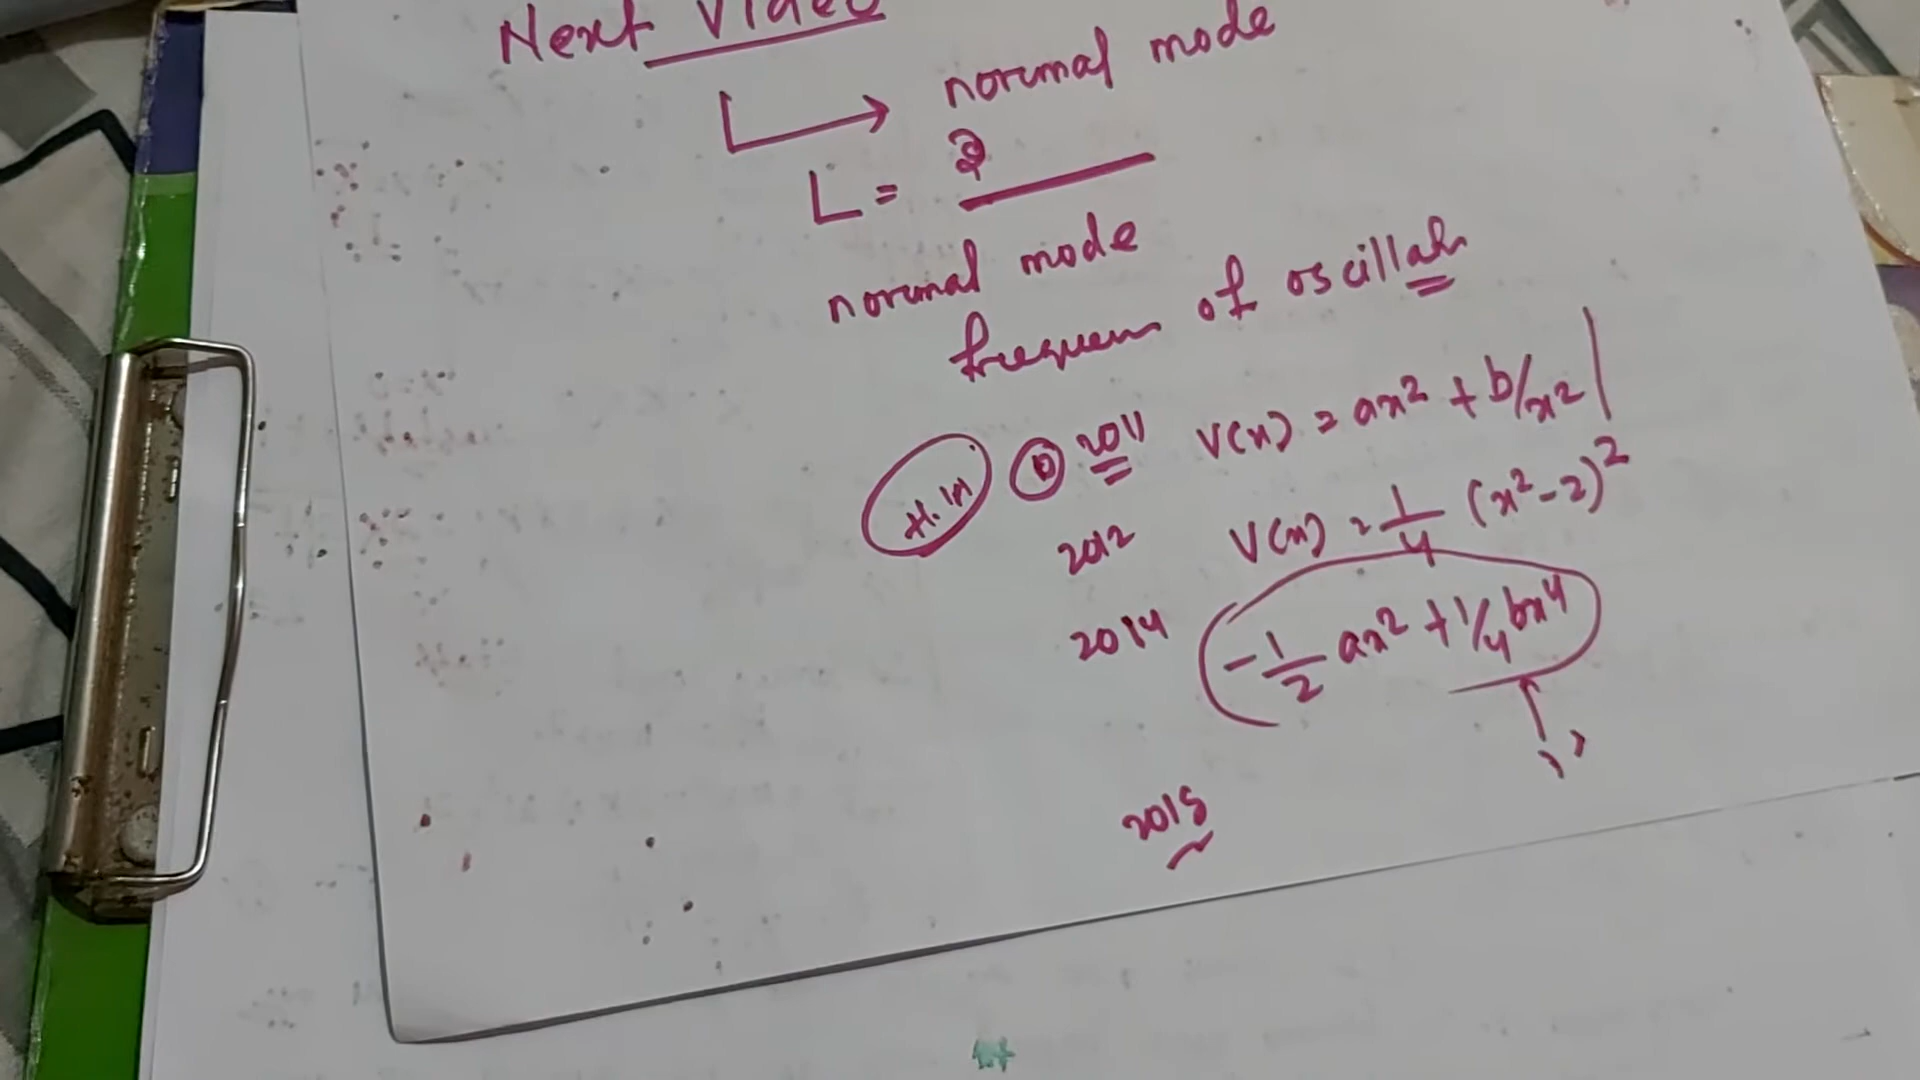 Next Video
normal mode
L =
normal mode
frequen of oscillatn
H.W ① 2011 V(x) = ax² + b/x²
2012 V(x) = 1/4 (x² - 2)²
2014 -1/2 ax² + 1/4 bx⁴
2015